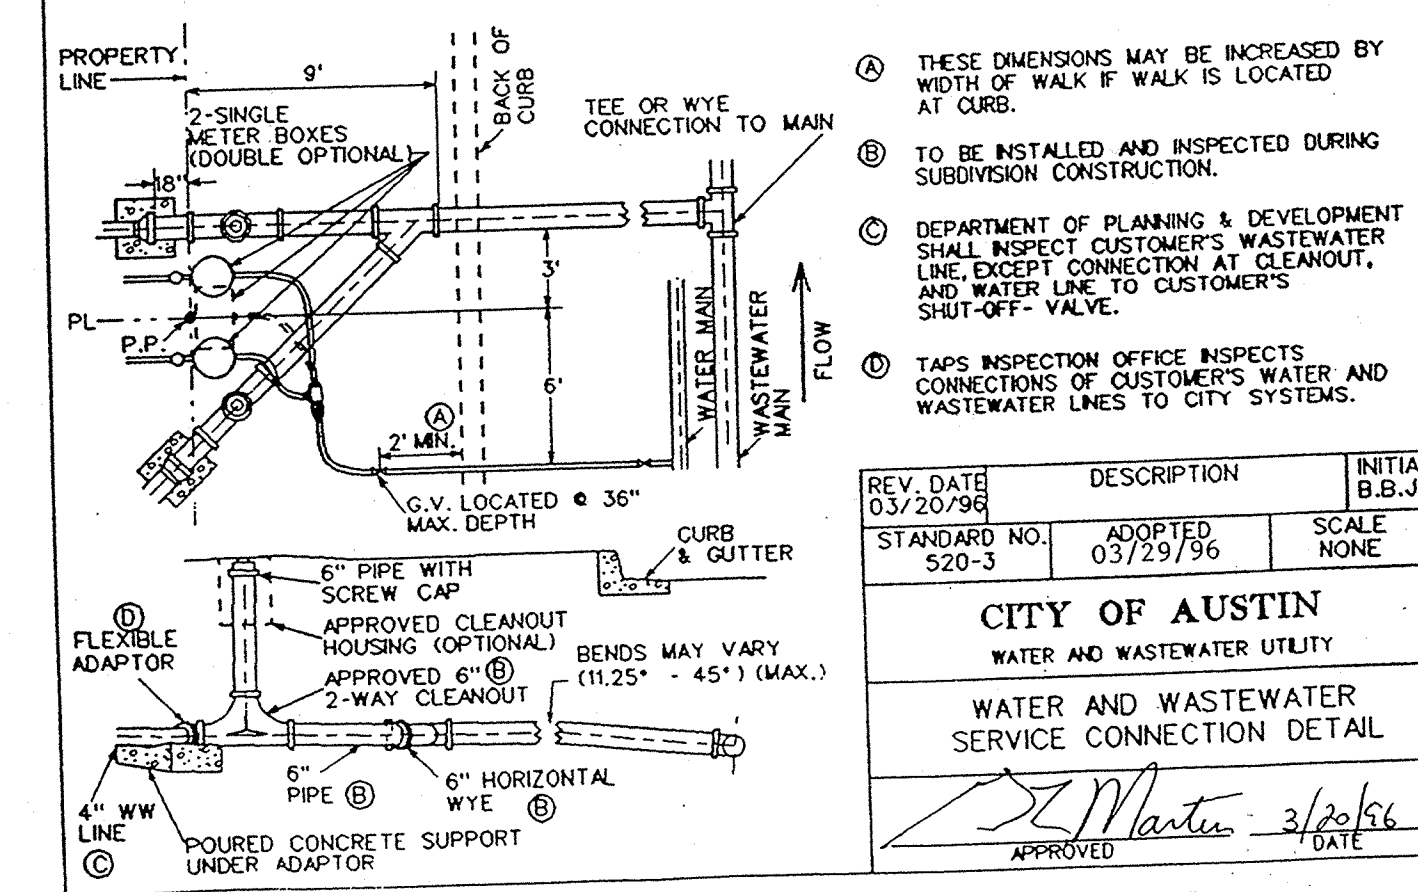 PROPERTY
LINE
9'
BACK OF
CURB
2-SINGLE
METER BOXES
(DOUBLE OPTIONAL)
TEE OR WYE
CONNECTION TO MAIN
18"
3'
PL
P.P.
6'
WATER MAIN
WASTEWATER
MAIN
FLOW
A
2' MIN.
G.V. LOCATED @ 36"
MAX. DEPTH
CURB
& GUTTER
6" PIPE WITH
SCREW CAP
D
FLEXIBLE
ADAPTOR
APPROVED CLEANOUT
HOUSING (OPTIONAL)
APPROVED 6" B
2-WAY CLEANOUT
BENDS MAY VARY
(11.25° - 45°) (MAX.)
6"
PIPE B
6" HORIZONTAL
WYE B
4" WW
LINE
C
POURED CONCRETE SUPPORT
UNDER ADAPTOR
A THESE DIMENSIONS MAY BE INCREASED BY
WIDTH OF WALK IF WALK IS LOCATED
AT CURB.
B TO BE INSTALLED AND INSPECTED DURING
SUBDIVISION CONSTRUCTION.
C DEPARTMENT OF PLANNING & DEVELOPMENT
SHALL INSPECT CUSTOMER'S WASTEWATER
LINE, EXCEPT CONNECTION AT CLEANOUT,
AND WATER LINE TO CUSTOMER'S
SHUT-OFF- VALVE.
D TAPS INSPECTION OFFICE INSPECTS
CONNECTIONS OF CUSTOMER'S WATER AND
WASTEWATER LINES TO CITY SYSTEMS.
REV. DATE
03/20/96
DESCRIPTION
INITIA
B.B.J
STANDARD NO.
520-3
ADOPTED
03/29/96
SCALE
NONE
CITY OF AUSTIN
WATER AND WASTEWATER UTILITY
WATER AND WASTEWATER
SERVICE CONNECTION DETAIL
Martin 3/20/96
APPROVED
DATE